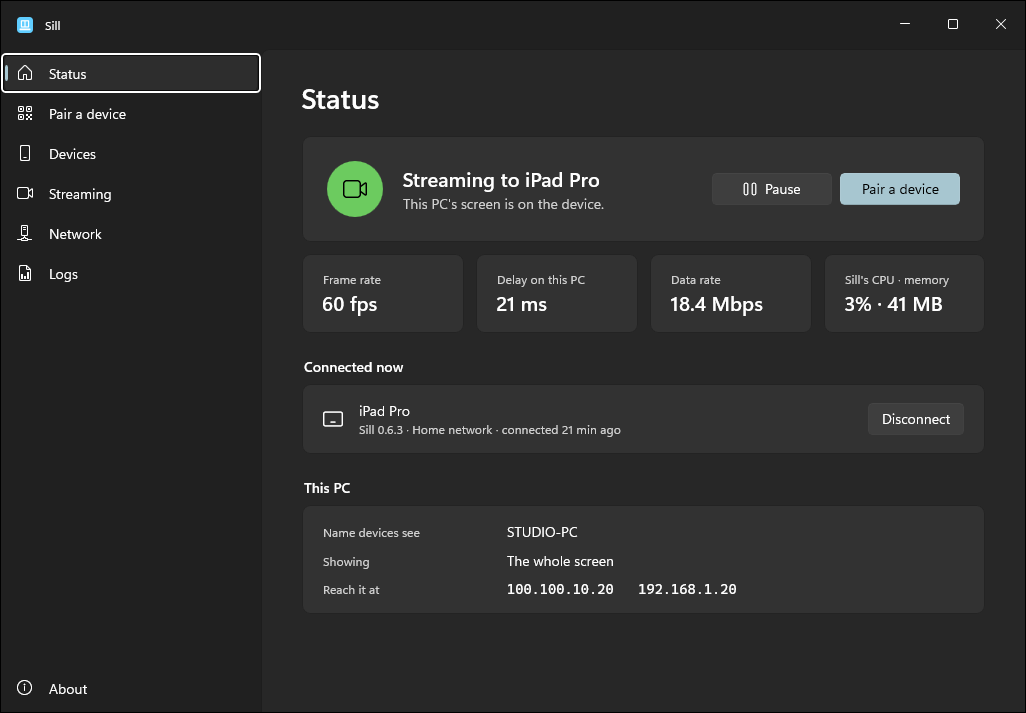 Sill
Status
Pair a device
Devices
Streaming
Network
Logs
About
Status
Streaming to iPad Pro
This PC's screen is on the device.
Pause
Pair a device
Frame rate
60 fps
Delay on this PC
21 ms
Data rate
18.4 Mbps
Sill's CPU · memory
3% · 41 MB
Connected now
iPad Pro
Sill 0.6.3 · Home network · connected 21 min ago
Disconnect
This PC
Name devices see STUDIO-PC
Showing The whole screen
Reach it at 100.100.10.20 192.168.1.20